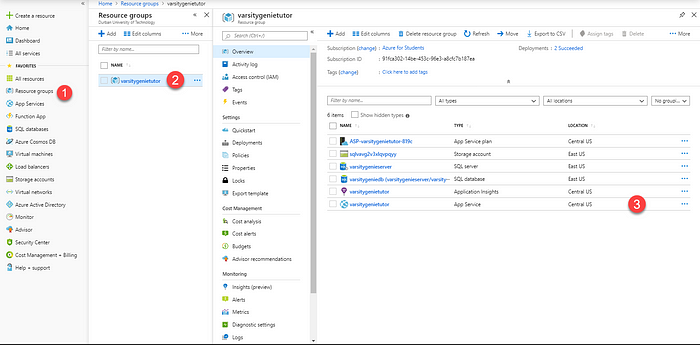 Home > Resource groups > varsitygenietutor
Create a resource
Home
Dashboard
All services
FAVORITES
All resources
Resource groups
App Services
Function App
SQL databases
Azure Cosmos DB
Virtual machines
Load balancers
Storage accounts
Virtual networks
Azure Active Directory
Monitor
Advisor
Security Center
Cost Management + Billing
Help + support
1
Resource groups
Durban University of Technology
Add Edit columns ••• More
Filter by name...
NAME
varsitygenietutor
2
varsitygenietutor
Resource group
Search (Ctrl+/)
Overview
Activity log
Access control (IAM)
Tags
Events
Settings
Quickstart
Deployments
Policies
Properties
Locks
Export template
Cost Management
Cost analysis
Cost alerts
Budgets
Advisor recommendations
Monitoring
Insights (preview)
Alerts
Metrics
Diagnostic settings
Logs
Add Edit columns Delete resource group Refresh Move Export to CSV Assign tags Delete ••• More
Subscription (change) : Azure for Students
Deployments : 2 Succeeded
Subscription ID :
Tags (change) : Click here to add tags
Filter by name... All types All locations No groupi...
6 items Show hidden types
NAME TYPE LOCATION
ASP-varsitygenietutor-819c App Service plan Central US
Storage account East US
varsitygenieserver SQL server East US
varsitygeniedb (varsitygenieserver/varsity··· SQL database East US
varsitygenietutor Application Insights Central US
varsitygenietutor App Service Central US
3